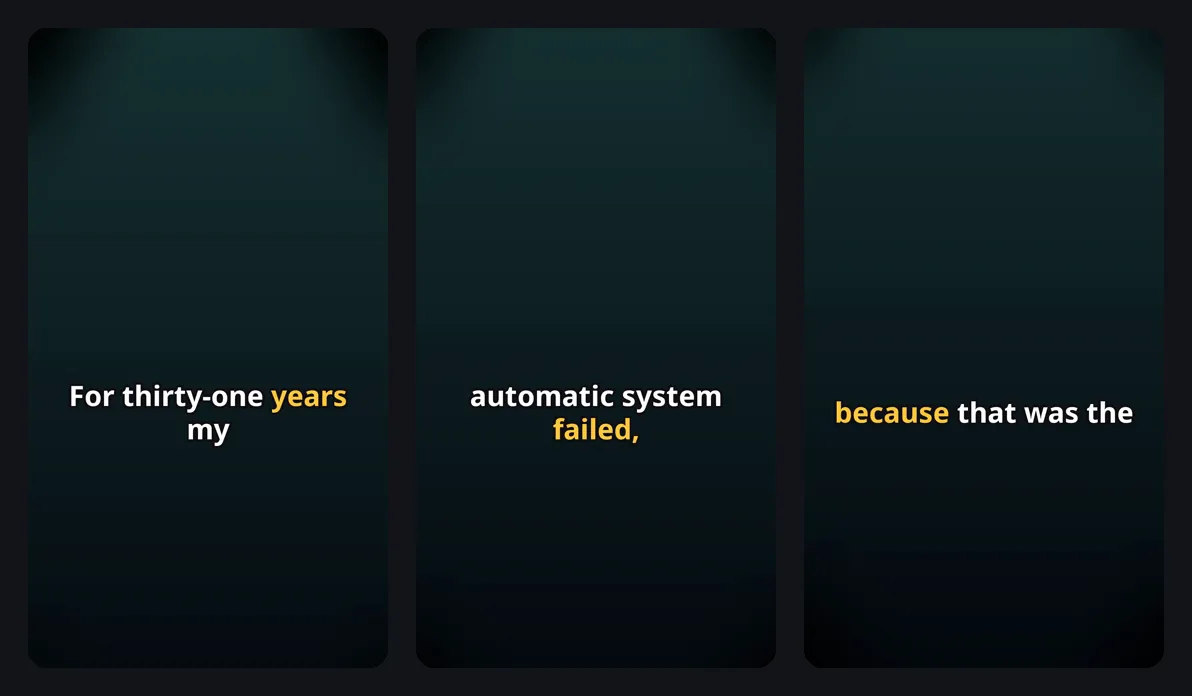 For thirty-one years
my
automatic system
failed,
because that was the